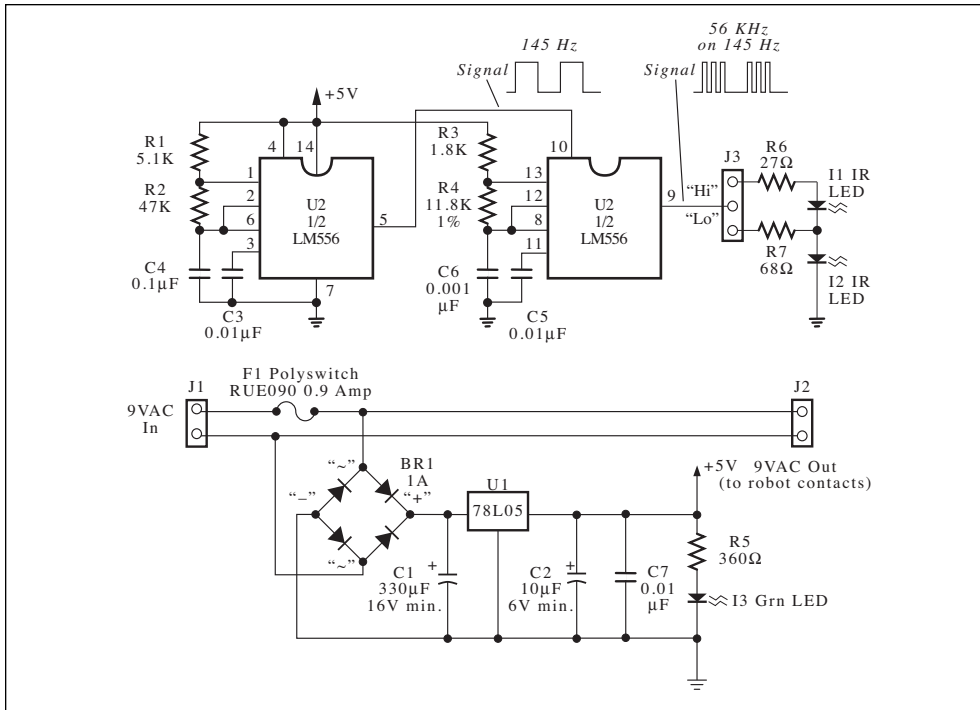 145 Hz
Signal
56 KHz
on 145 Hz
Signal
+5V
R1
5.1K
R2
47K
4
14
1
2
6
3
5
7
U2
1/2
LM556
C4
0.1µF
C3
0.01µF
R3
1.8K
R4
11.8K
1%
10
13
12
8
11
9
U2
1/2
LM556
C6
0.001
µF
C5
0.01µF
J3
"Hi"
"Lo"
R6
27Ω
I1 IR
LED
R7
68Ω
I2 IR
LED
F1 Polyswitch
RUE090 0.9 Amp
J1
9VAC
In
J2
+5V
9VAC Out
(to robot contacts)
"~"
BR1
1A
"–"
"+"
"~"
U1
78L05
C1
330µF
16V min.
+
C2
10µF
6V min.
+
C7
0.01
µF
R5
360Ω
I3 Grn LED